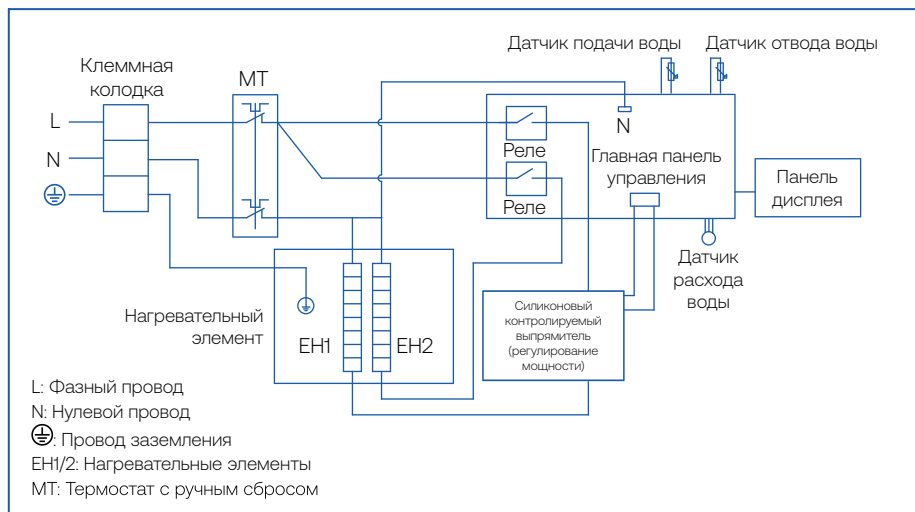 Датчик подачи воды
Датчик отвода воды
Клеммная
колодка
MT
L
N
N
Реле
Реле
Главная панель
управления
Панель
дисплея
Датчик
расхода
воды
Силиконовый
контролируемый
выпрямитель
(регулирование
мощности)
Нагревательный
элемент
EH1
EH2
L: Фазный провод
N: Нулевой провод
: Провод заземления
EH1/2: Нагревательные элементы
MT: Термостат с ручным сбросом